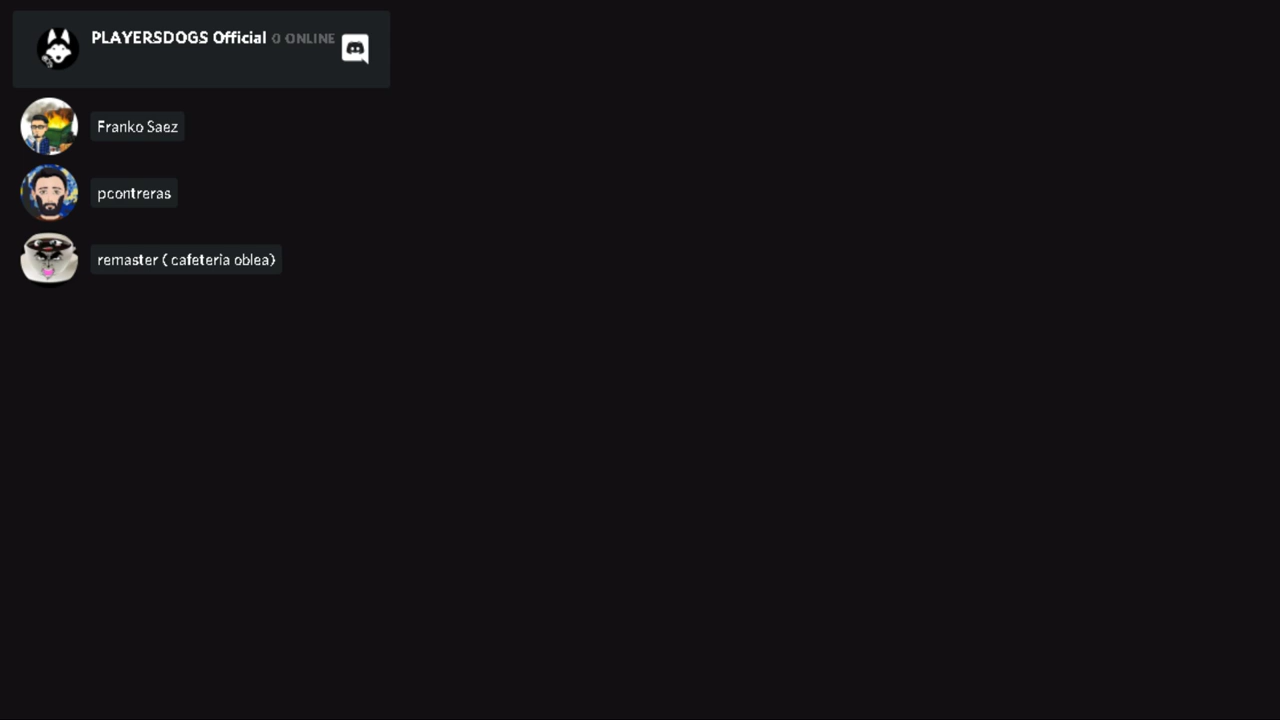 PLAYERSDOGS Official 0 ONLINE
Franko Saez
pcontreras
remaster ( cafeteria oblea)